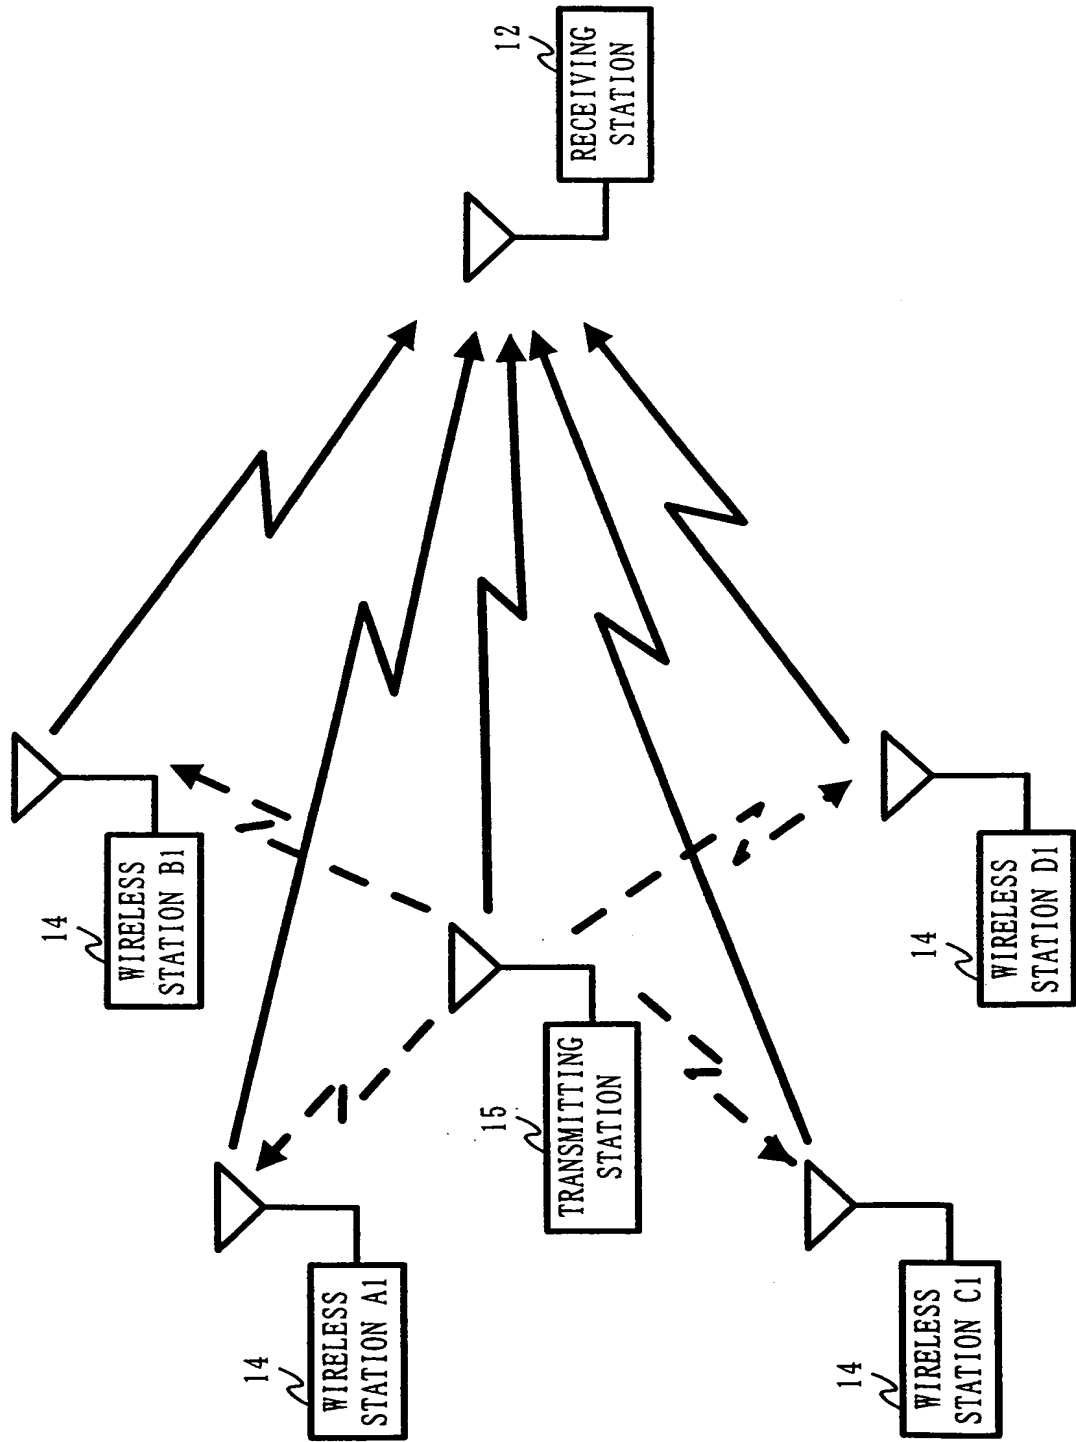 14
WIRELESS
STATION B1
14
WIRELESS
STATION A1
15
TRANSMITTING
STATION
12
RECEIVING
STATION
14
WIRELESS
STATION C1
14
WIRELESS
STATION D1